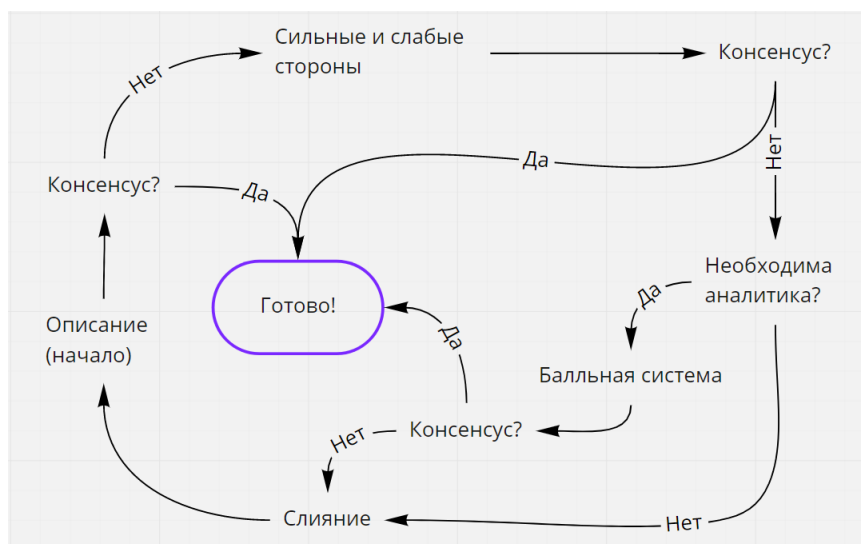 Сильные и слабые
стороны
Консенсус?
Нет
Да
Нет
Консенсус?
Да
Необходима
аналитика?
Да
Готово!
Описание
(начало)
Да
Балльная система
Консенсус?
Нет
Слияние
Нет